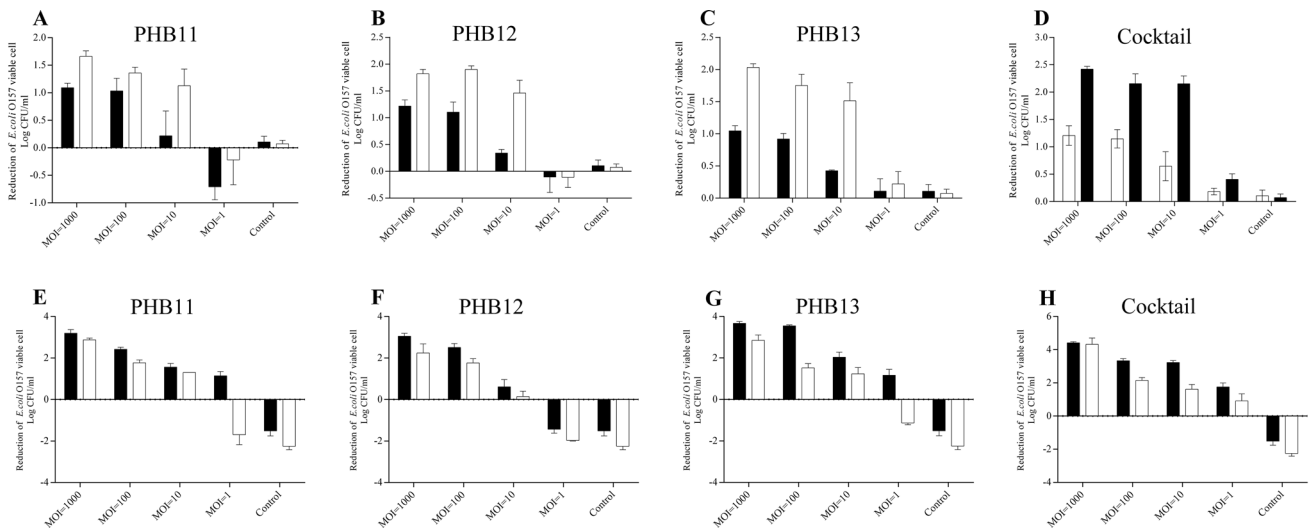 A
PHB11
Reduction of E.coli O157 viable cell
Log CFU/ml
2.0
1.5
1.0
0.5
0.0
-0.5
-1.0
MOI=1000
MOI=100
MOI=10
MOI=1
Control
B
PHB12
Reduction of E.coli O157 viable cell
Log CFU/ml
2.5
2.0
1.5
1.0
0.5
0.0
-0.5
MOI=1000
MOI=100
MOI=10
MOI=1
Control
C
PHB13
Reduction of E.coli O157 viable cell
Log CFU/ml
2.5
2.0
1.5
1.0
0.5
0.0
MOI=1000
MOI=100
MOI=10
MOI=1
Control
D
Cocktail
Reduction of E.coli O157 viable cell
Log CFU/ml
3.0
2.5
2.0
1.5
1.0
0.5
0.0
MOI=1000
MOI=100
MOI=10
MOI=1
Control
E
PHB11
Reduction of E.coli O157 viable cell
Log CFU/ml
4
2
0
-2
-4
MOI=1000
MOI=100
MOI=10
MOI=1
Control
F
PHB12
Reduction of E.coli O157 viable cell
Log CFU/ml
4
2
0
-2
-4
MOI=1000
MOI=100
MOI=10
MOI=1
Control
G
PHB13
Reduction of E.coli O157 viable cell
Log CFU/ml
4
2
0
-2
-4
MOI=1000
MOI=100
MOI=10
MOI=1
Control
H
Cocktail
Reduction of E.coli O157 viable cell
Log CFU/ml
6
4
2
0
-2
-4
MOI=1000
MOI=100
MOI=10
MOI=1
Control